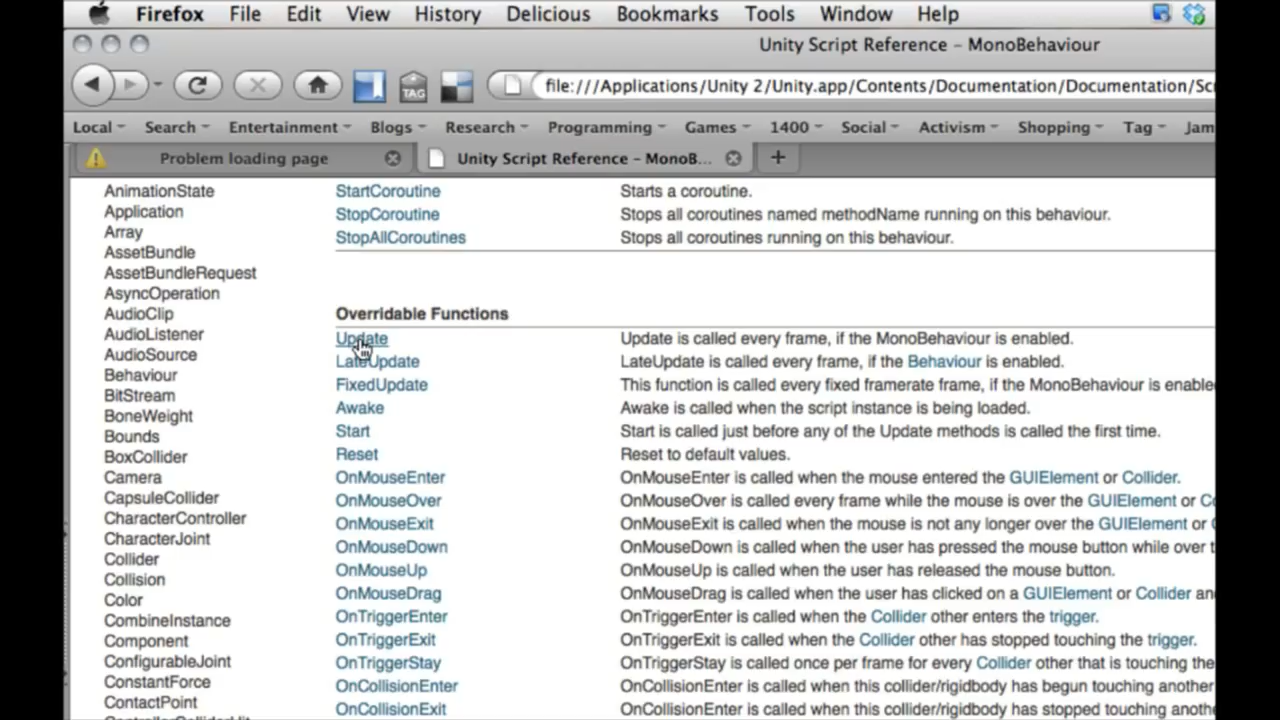 Firefox File Edit View History Delicious Bookmarks Tools Window Help
Unity Script Reference – MonoBehaviour
TAG file:///Applications/Unity 2/Unity.app/Contents/Documentation/Documentation/Sc
Local Search Entertainment Blogs Research Programming Games 1400 Social Activism Shopping Tag Jam
Problem loading page Unity Script Reference – MonoB...
AnimationState StartCoroutine Starts a coroutine.
Application StopCoroutine Stops all coroutines named methodName running on this behaviour.
Array StopAllCoroutines Stops all coroutines running on this behaviour.
AssetBundle
AssetBundleRequest
AsyncOperation
AudioClip Overridable Functions
AudioListener Update Update is called every frame, if the MonoBehaviour is enabled.
AudioSource LateUpdate LateUpdate is called every frame, if the Behaviour is enabled.
Behaviour FixedUpdate This function is called every fixed framerate frame, if the MonoBehaviour is enable
BitStream Awake Awake is called when the script instance is being loaded.
BoneWeight
Bounds Start Start is called just before any of the Update methods is called the first time.
BoxCollider Reset Reset to default values.
Camera OnMouseEnter OnMouseEnter is called when the mouse entered the GUIElement or Collider.
CapsuleCollider OnMouseOver OnMouseOver is called every frame while the mouse is over the GUIElement or
CharacterController OnMouseExit OnMouseExit is called when the mouse is not any longer over the GUIElement or
CharacterJoint OnMouseDown OnMouseDown is called when the user has pressed the mouse button while over
Collider OnMouseUp OnMouseUp is called when the user has released the mouse button.
Collision
Color OnMouseDrag OnMouseDrag is called when the user has clicked on a GUIElement or Collider
CombineInstance OnTriggerEnter OnTriggerEnter is called when the Collider other enters the trigger.
Component OnTriggerExit OnTriggerExit is called when the Collider other has stopped touching the trigger.
ConfigurableJoint OnTriggerStay OnTriggerStay is called once per frame for every Collider other that is touching the
ConstantForce OnCollisionEnter OnCollisionEnter is called when this collider/rigidbody has begun touching another
ContactPoint OnCollisionExit OnCollisionExit is called when this collider/rigidbody has stopped touching another